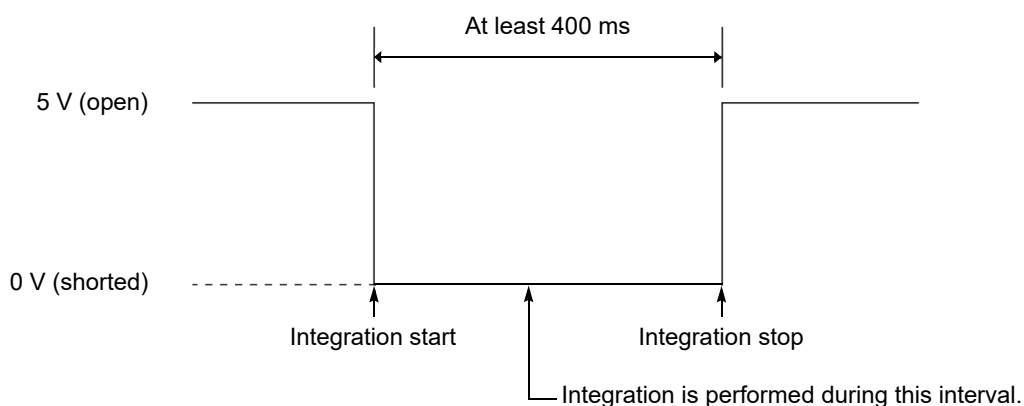 At least 400 ms
5 V (open)
0 V (shorted)
Integration start
Integration stop
Integration is performed during this interval.